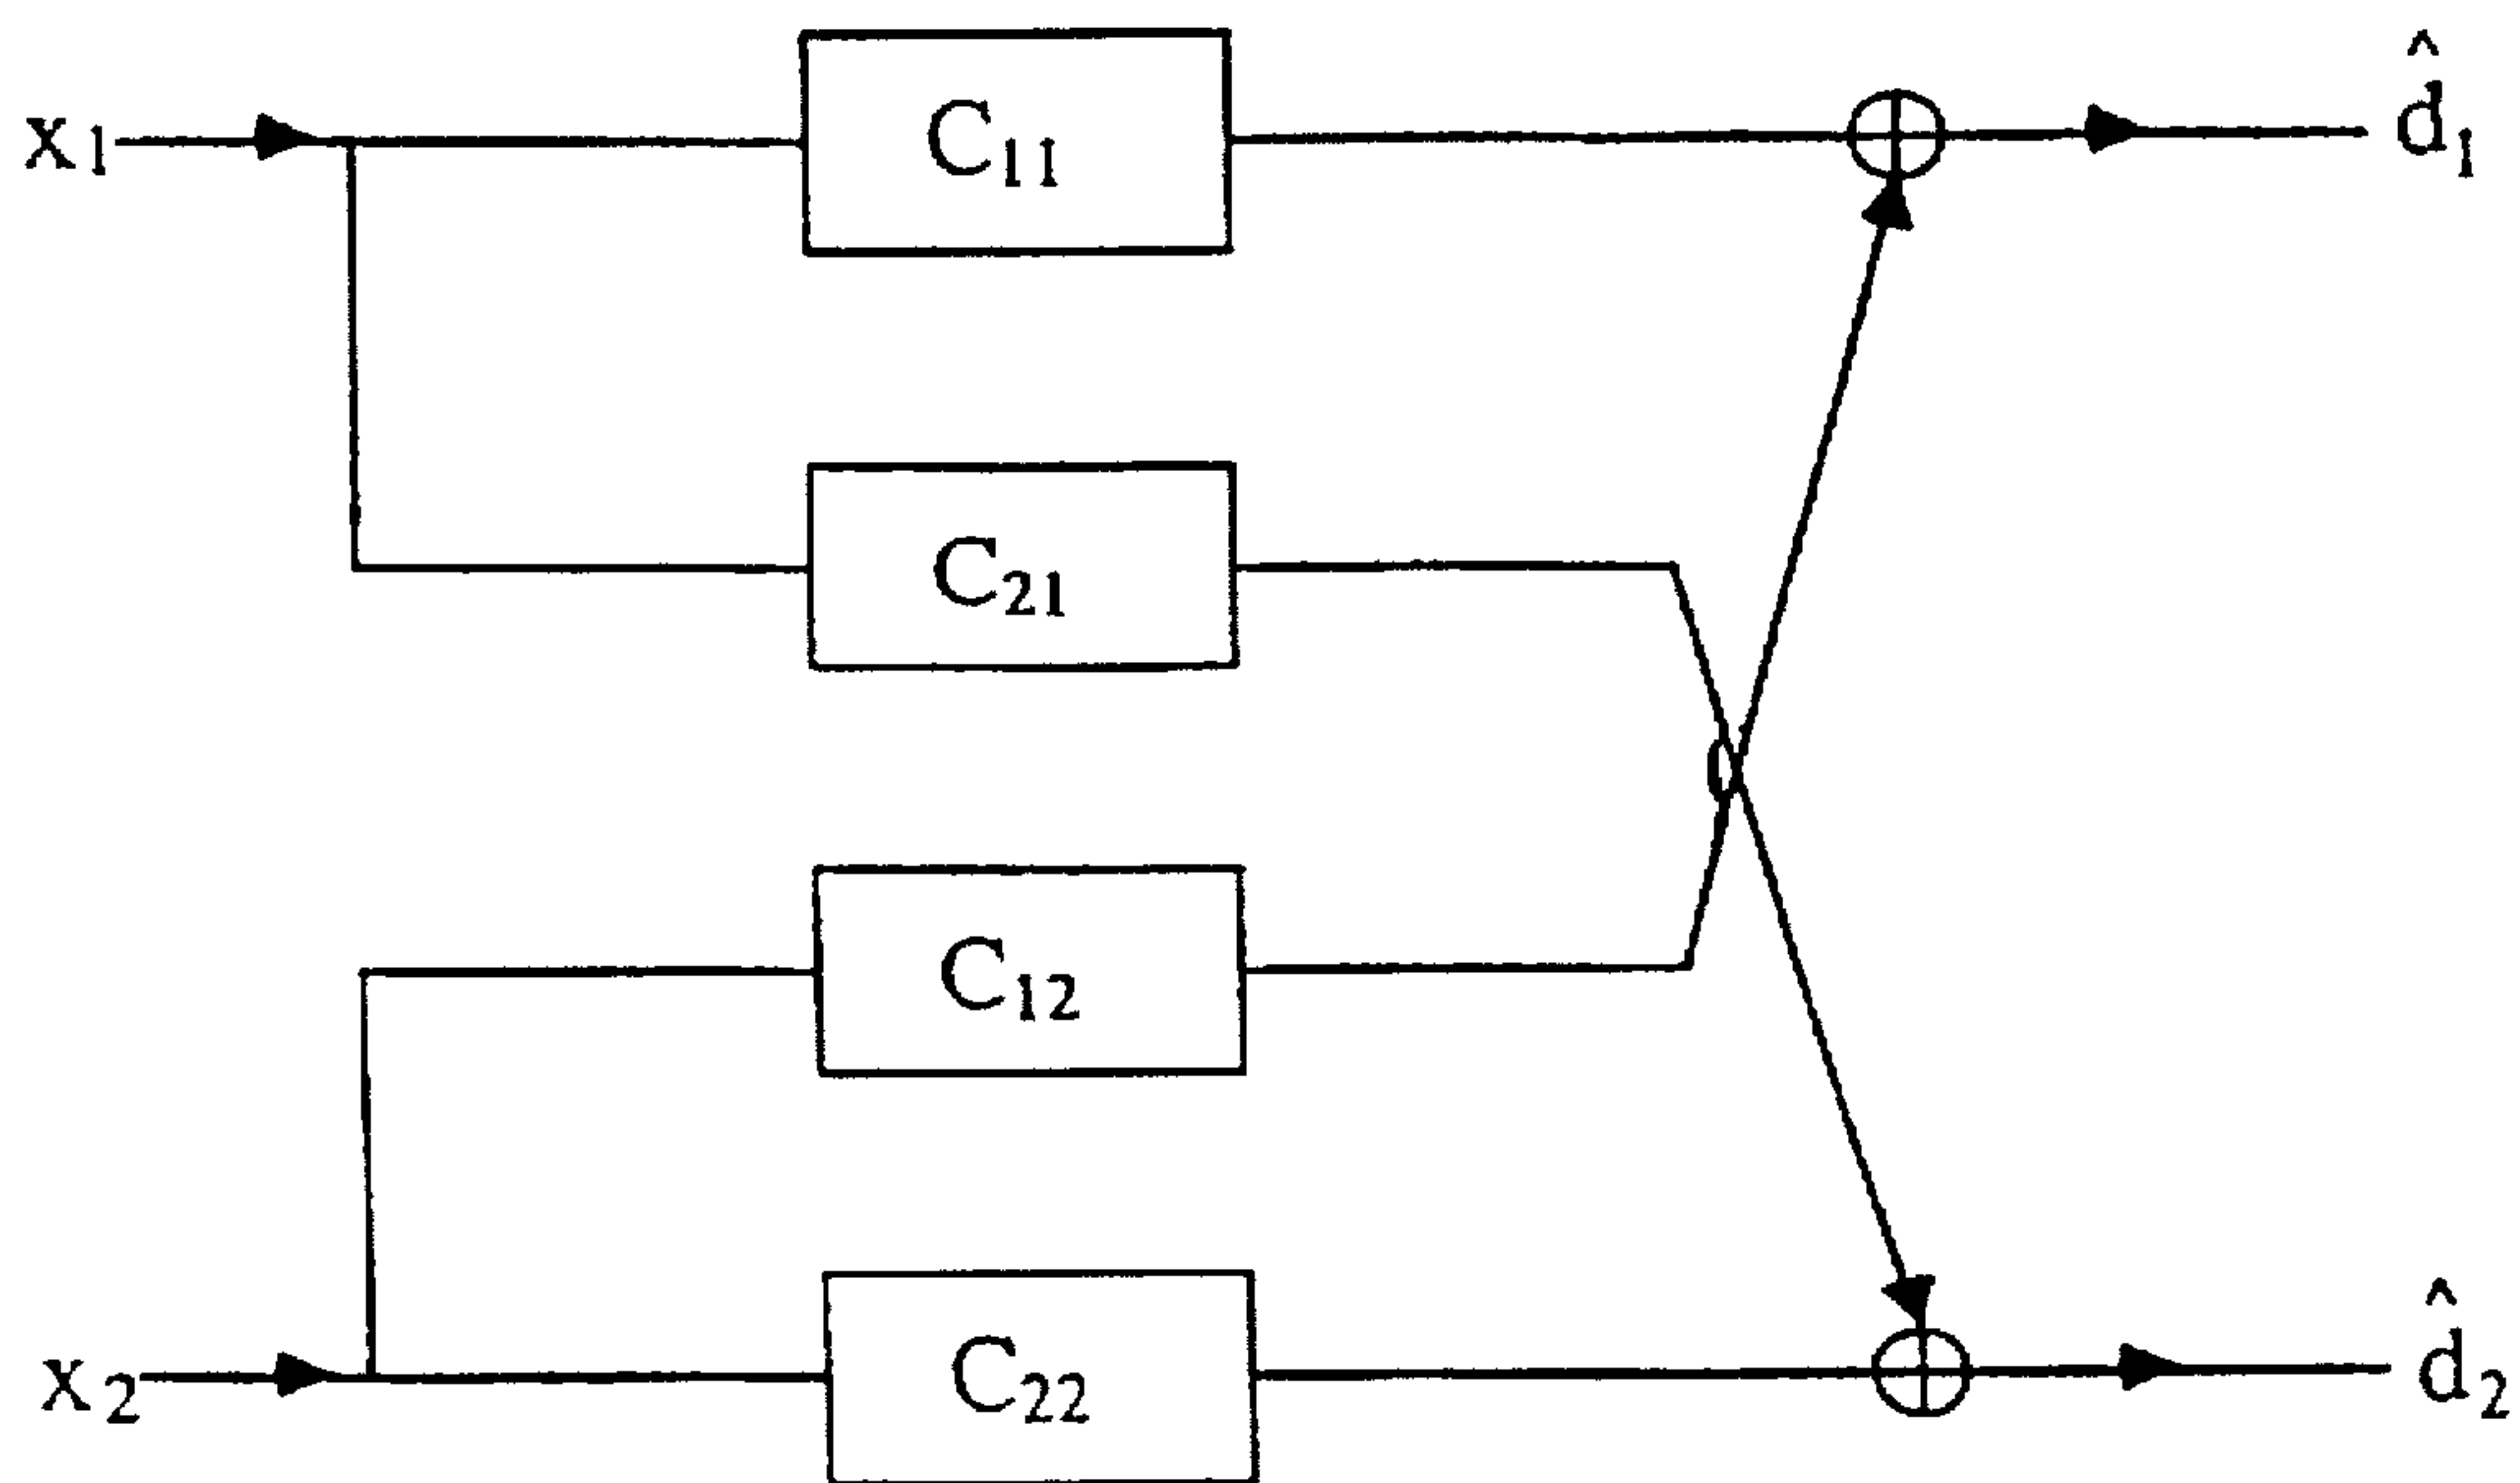 x₁
C₁₁
d̂₁
C₂₁
C₁₂
x₂
C₂₂
d̂₂